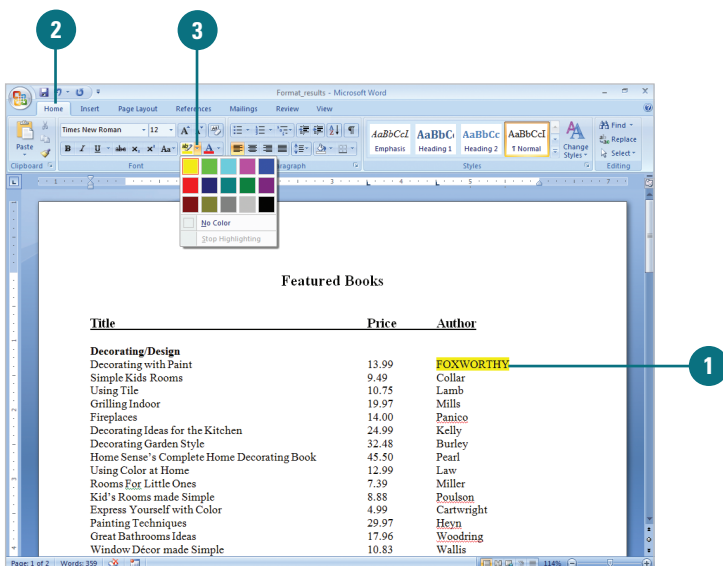 2
3
Format_results - Microsoft Word
Home Insert Page Layout References Mailings Review View
Times New Roman 12
Paste
B I U abc x, x' Aa
AaBbCcI AaBbC AaBbCc AaBbCcI
Emphasis Heading 1 Heading 2 ¶ Normal
Change Styles
Find
Replace
Select
Clipboard Font Paragraph Styles Editing
No Color
Stop Highlighting
Featured Books
Title Price Author
Decorating/Design
Decorating with Paint 13.99 FOXWORTHY
1
Simple Kids Rooms 9.49 Collar
Using Tile 10.75 Lamb
Grilling Indoor 19.97 Mills
Fireplaces 14.00 Panico
Decorating Ideas for the Kitchen 24.99 Kelly
Decorating Garden Style 32.48 Burley
Home Sense's Complete Home Decorating Book 45.50 Pearl
Using Color at Home 12.99 Law
Rooms For Little Ones 7.39 Miller
Kid's Rooms made Simple 8.88 Poulson
Express Yourself with Color 4.99 Cartwright
Painting Techniques 29.97 Heyn
Great Bathrooms Ideas 17.96 Woodring
Window Décor made Simple 10.83 Wallis
Page: 1 of 2 Words: 359 114%